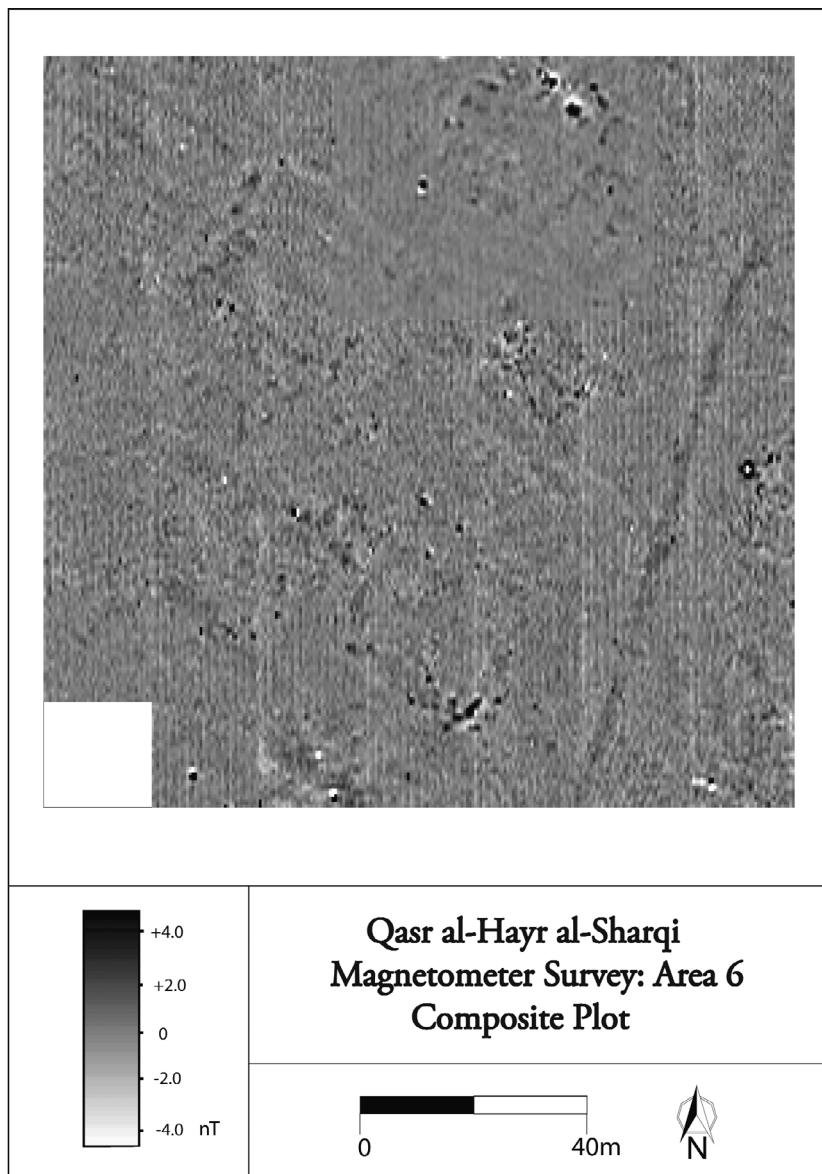 +4.0
+2.0
0
-2.0
-4.0 nT
Qasr al-Hayr al-Sharqi
Magnetometer Survey: Area 6
Composite Plot
0 40m
N